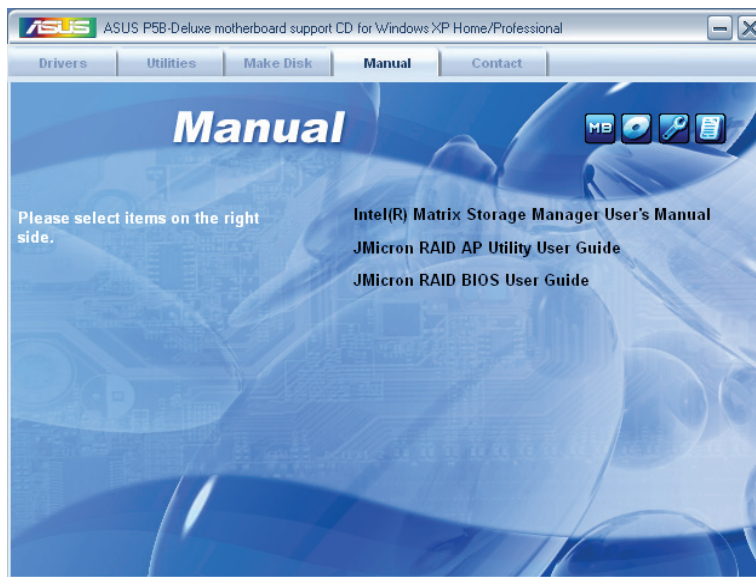 ASUS ASUS P5B-Deluxe motherboard support CD for Windows XP Home/Professional
Drivers Utilities Make Disk Manual Contact
Manual
MB
Please select items on the right
side.
Intel(R) Matrix Storage Manager User's Manual
JMicron RAID AP Utility User Guide
JMicron RAID BIOS User Guide